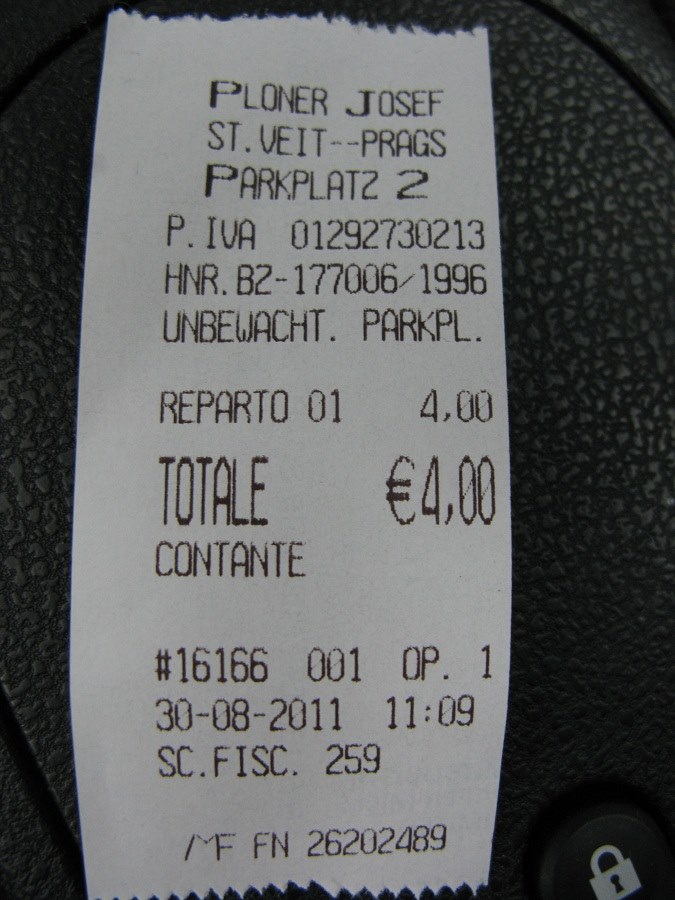 PLONER JOSEF
ST.VEIT--PRAGS
PARKPLATZ 2
P.IVA 01292730213
HNR.BZ-177006/1996
UNBEWACHT. PARKPL.
REPARTO 01 4,00
TOTALE €4,00
CONTANTE
#16166 001 OP. 1
30-08-2011 11:09
SC.FISC. 259
MF FN 26202489